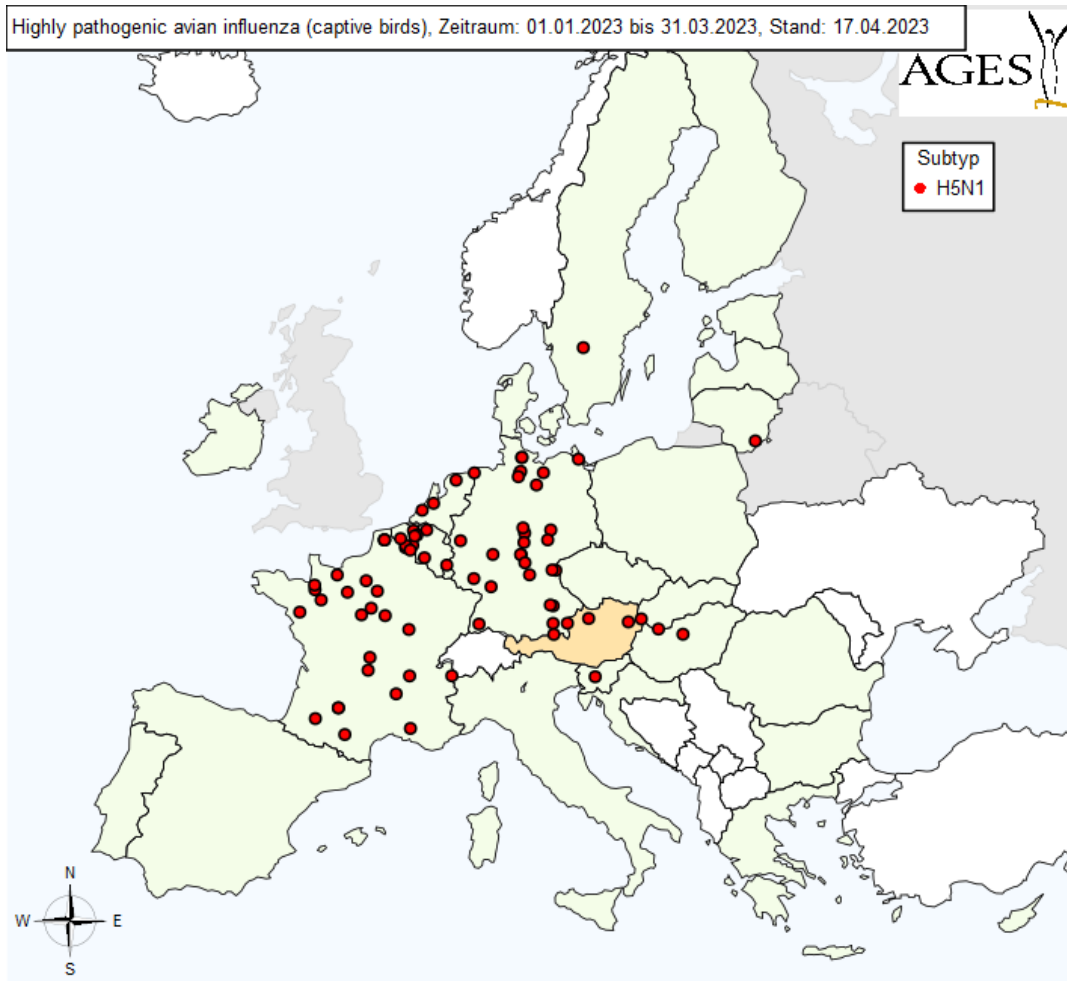 Highly pathogenic avian influenza (captive birds), Zeitraum: 01.01.2023 bis 31.03.2023, Stand: 17.04.2023
AGES
Subtyp
H5N1
N
W E
S